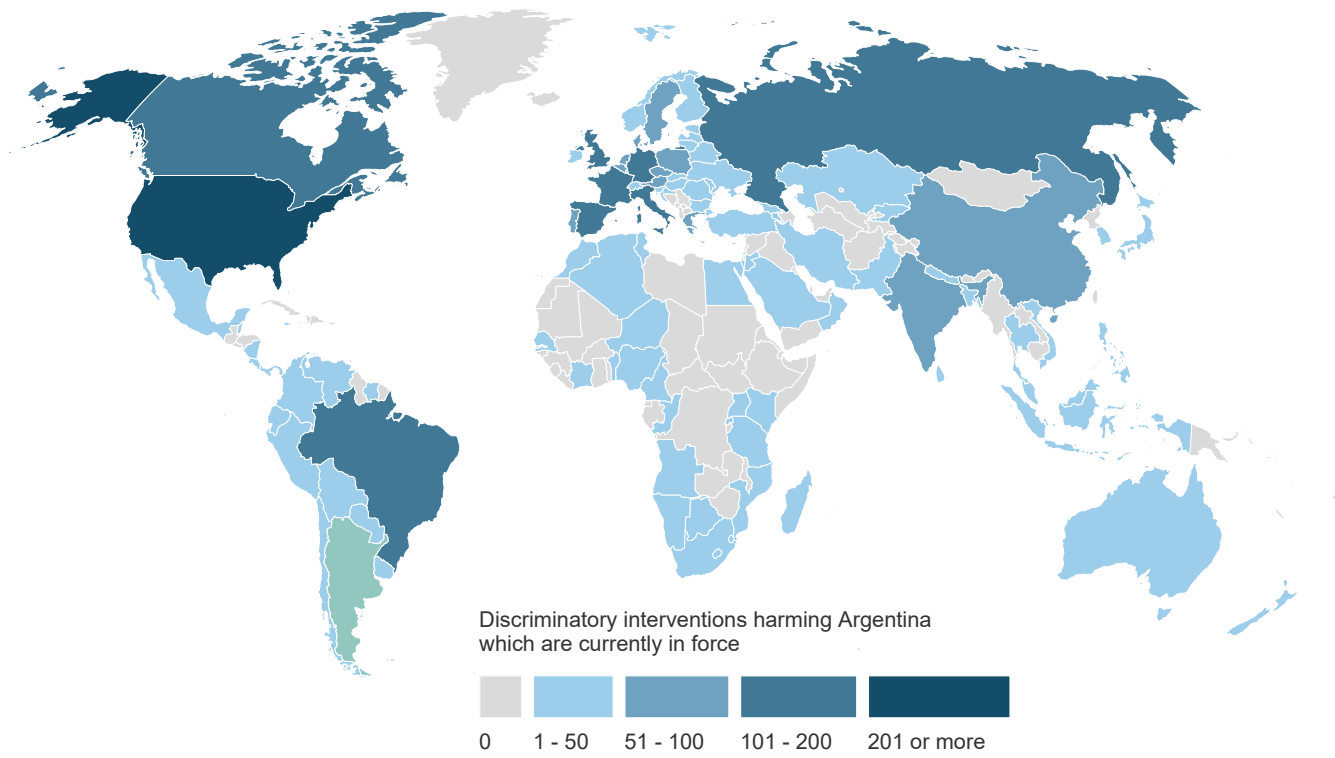 Discriminatory interventions harming Argentina
which are currently in force
0 1 - 50 51 - 100 101 - 200 201 or more